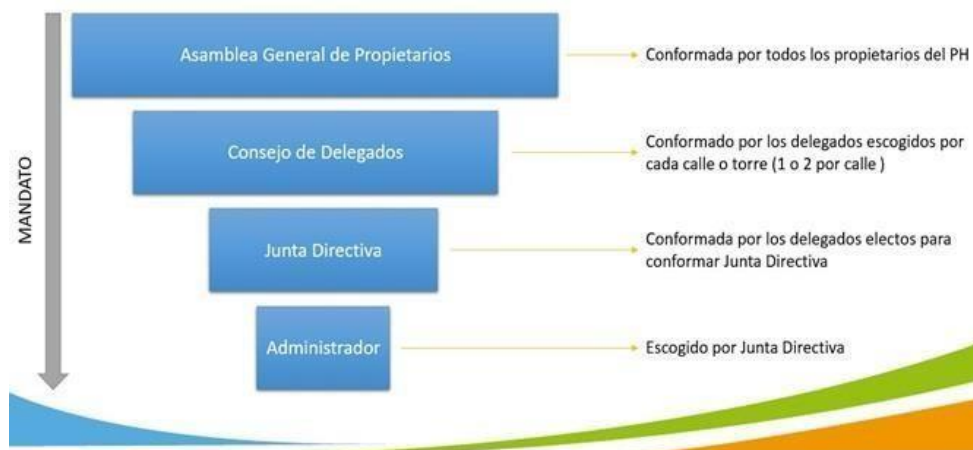 MANDATO
Asamblea General de Propietarios
Conformada por todos los propietarios del PH
Consejo de Delegados
Conformado por los delegados escogidos por
cada calle o torre (1 o 2 por calle )
Junta Directiva
Conformada por los delegados electos para
conformar Junta Directiva
Administrador
Escogido por Junta Directiva